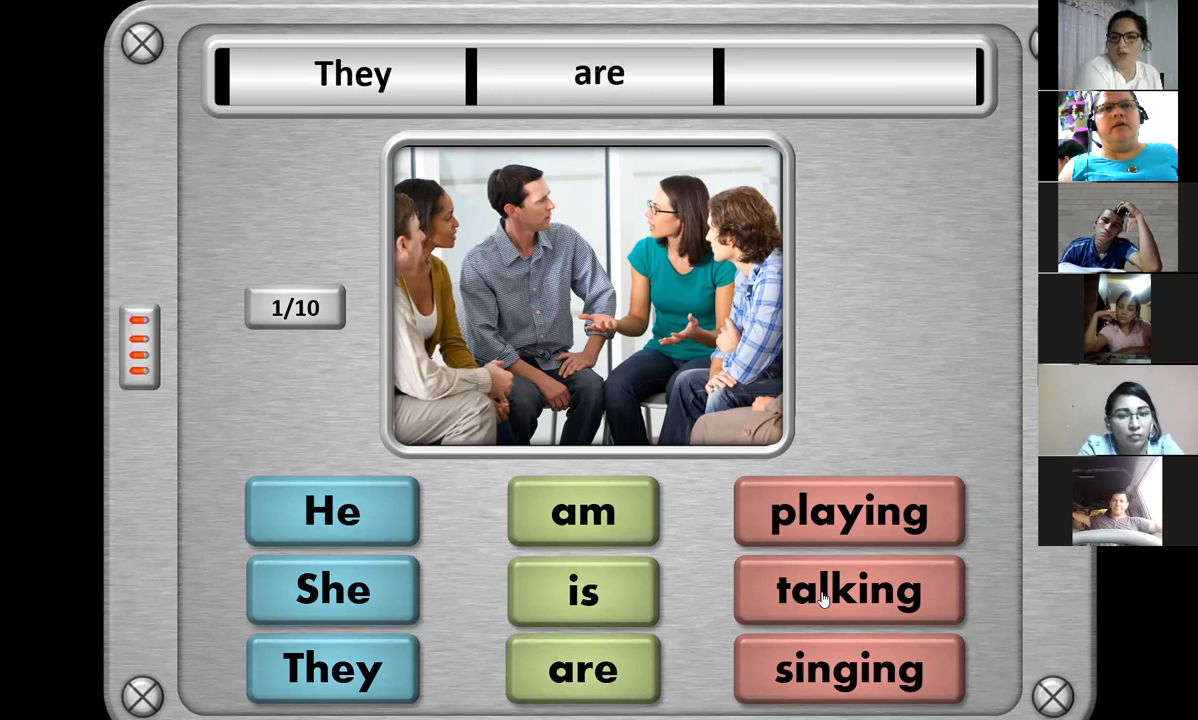 They are
1/10
He am playing
She is talking
They are singing